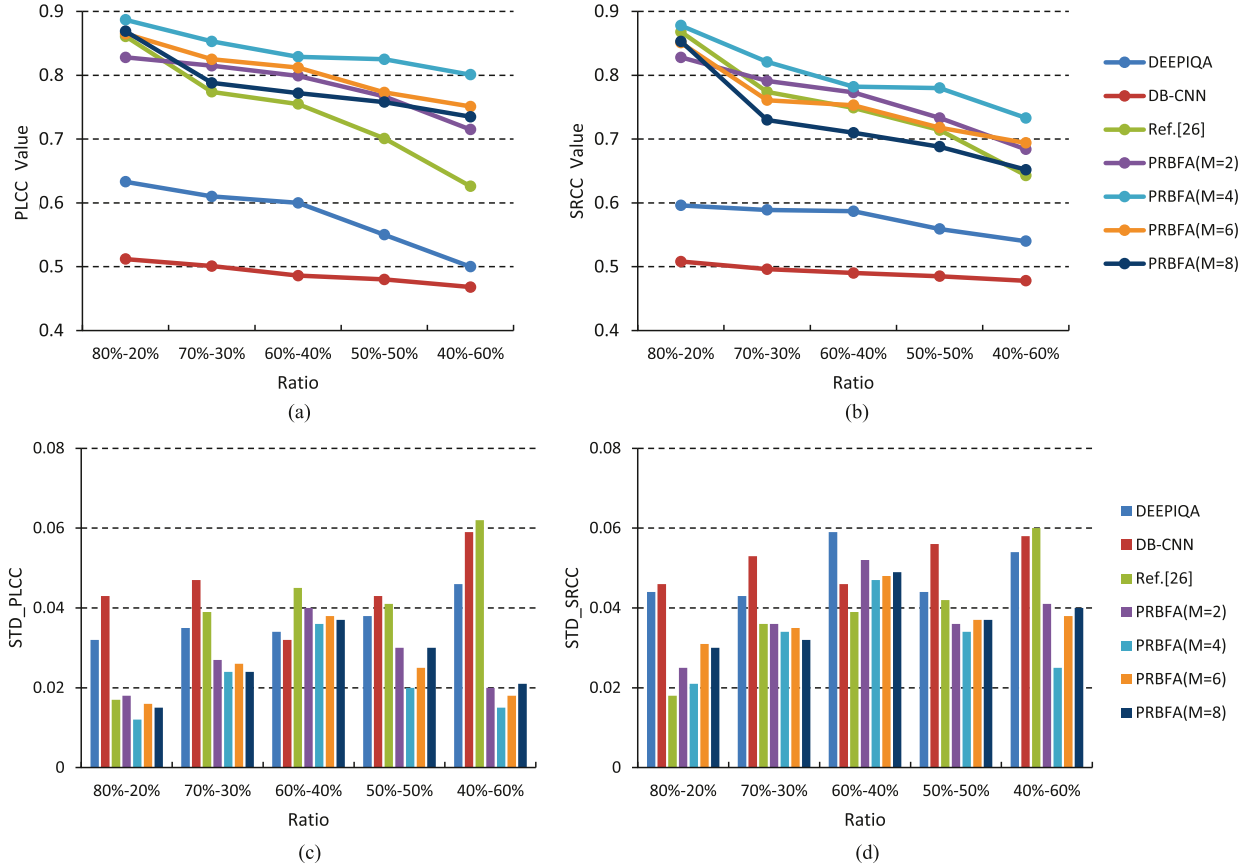 0.9
0.8
0.7
0.6
0.5
0.4
PLCC Value
80%-20% 70%-30% 60%-40% 50%-50% 40%-60%
Ratio
(a)
0.9
0.8
0.7
0.6
0.5
0.4
SRCC Value
80%-20% 70%-30% 60%-40% 50%-50% 40%-60%
Ratio
(b)
DEEPIQA
DB-CNN
Ref.[26]
PRBFA(M=2)
PRBFA(M=4)
PRBFA(M=6)
PRBFA(M=8)
0.08
0.06
0.04
0.02
0
STD_PLCC
80%-20% 70%-30% 60%-40% 50%-50% 40%-60%
Ratio
(c)
0.08
0.06
0.04
0.02
0
STD_SRCC
80%-20% 70%-30% 60%-40% 50%-50% 40%-60%
Ratio
(d)
DEEPIQA
DB-CNN
Ref.[26]
PRBFA(M=2)
PRBFA(M=4)
PRBFA(M=6)
PRBFA(M=8)